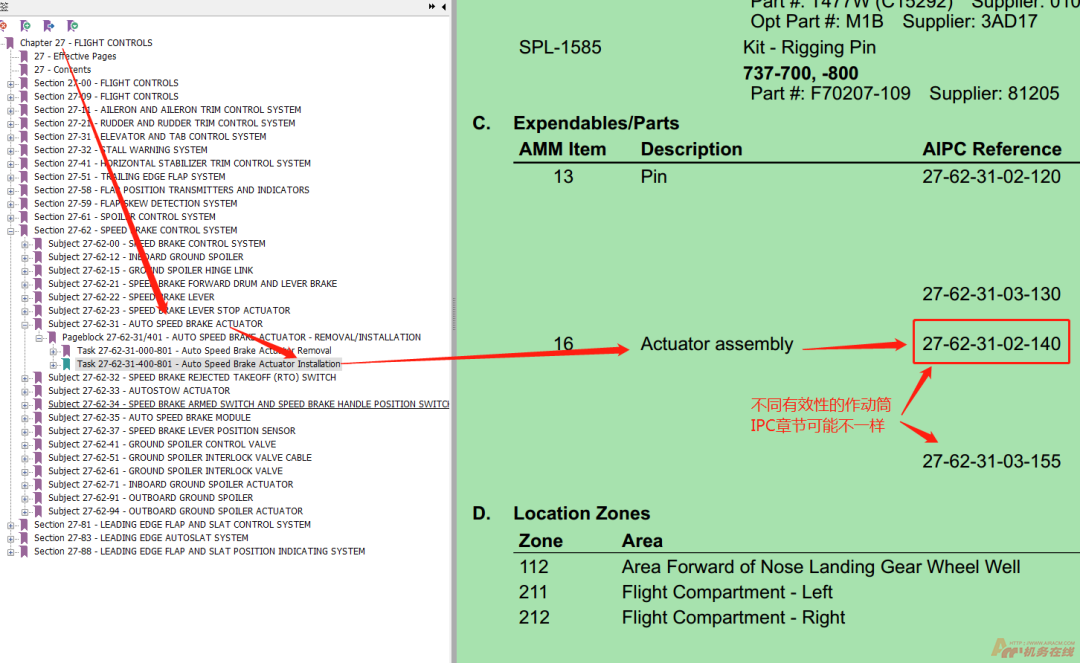 Chapter 27 - FLIGHT CONTROLS
27 - Effective Pages
27 - Contents
Section 27-00 - FLIGHT CONTROLS
Section 27-09 - FLIGHT CONTROLS
Section 27-11 - AILERON AND AILERON TRIM CONTROL SYSTEM
Section 27-21 - RUDDER AND RUDDER TRIM CONTROL SYSTEM
Section 27-31 - ELEVATOR AND TAB CONTROL SYSTEM
Section 27-32 - STALL WARNING SYSTEM
Section 27-41 - HORIZONTAL STABILIZER TRIM CONTROL SYSTEM
Section 27-51 - TRAILING EDGE FLAP SYSTEM
Section 27-58 - FLAP POSITION TRANSMITTERS AND INDICATORS
Section 27-59 - FLAP SKEW DETECTION SYSTEM
Section 27-61 - SPOILER CONTROL SYSTEM
Section 27-62 - SPEED BRAKE CONTROL SYSTEM
Subject 27-62-00 - SPEED BRAKE CONTROL SYSTEM
Subject 27-62-12 - INBOARD GROUND SPOILER
Subject 27-62-15 - GROUND SPOILER HINGE LINK
Subject 27-62-21 - SPEED BRAKE FORWARD DRUM AND LEVER BRAKE
Subject 27-62-22 - SPEED BRAKE LEVER
Subject 27-62-23 - SPEED BRAKE LEVER STOP ACTUATOR
Subject 27-62-31 - AUTO SPEED BRAKE ACTUATOR
Pageblock 27-62-31/401 - AUTO SPEED BRAKE ACTUATOR - REMOVAL/INSTALLATION
Task 27-62-31-000-801 - Auto Speed Brake Actuator Removal
Task 27-62-31-400-801 - Auto Speed Brake Actuator Installation
Subject 27-62-32 - SPEED BRAKE REJECTED TAKEOFF (RTO) SWITCH
Subject 27-62-33 - AUTOSTOW ACTUATOR
Subject 27-62-34 - SPEED BRAKE ARMED SWITCH AND SPEED BRAKE HANDLE POSITION SWITCH
Subject 27-62-35 - AUTO SPEED BRAKE MODULE
Subject 27-62-37 - SPEED BRAKE LEVER POSITION SENSOR
Subject 27-62-41 - GROUND SPOILER CONTROL VALVE
Subject 27-62-51 - GROUND SPOILER INTERLOCK VALVE CABLE
Subject 27-62-61 - GROUND SPOILER INTERLOCK VALVE
Subject 27-62-71 - INBOARD GROUND SPOILER ACTUATOR
Subject 27-62-91 - OUTBOARD GROUND SPOILER
Subject 27-62-94 - OUTBOARD GROUND SPOILER ACTUATOR
Section 27-81 - LEADING EDGE FLAP AND SLAT CONTROL SYSTEM
Section 27-83 - LEADING EDGE AUTOSLAT SYSTEM
Section 27-88 - LEADING EDGE FLAP AND SLAT POSITION INDICATING SYSTEM
Part #: T477W (C15292) Supplier: 010
Opt Part #: M1B Supplier: 3AD17
SPL-1585 Kit - Rigging Pin
737-700, -800
Part #: F70207-109 Supplier: 81205
C. Expendables/Parts
AMM Item Description AIPC Reference
13 Pin 27-62-31-02-120
27-62-31-03-130
16 Actuator assembly 27-62-31-02-140
不同有效性的作动筒
IPC章节可能不一样
27-62-31-03-155
D. Location Zones
Zone Area
112 Area Forward of Nose Landing Gear Wheel Well
211 Flight Compartment - Left
212 Flight Compartment - Right
机务在线